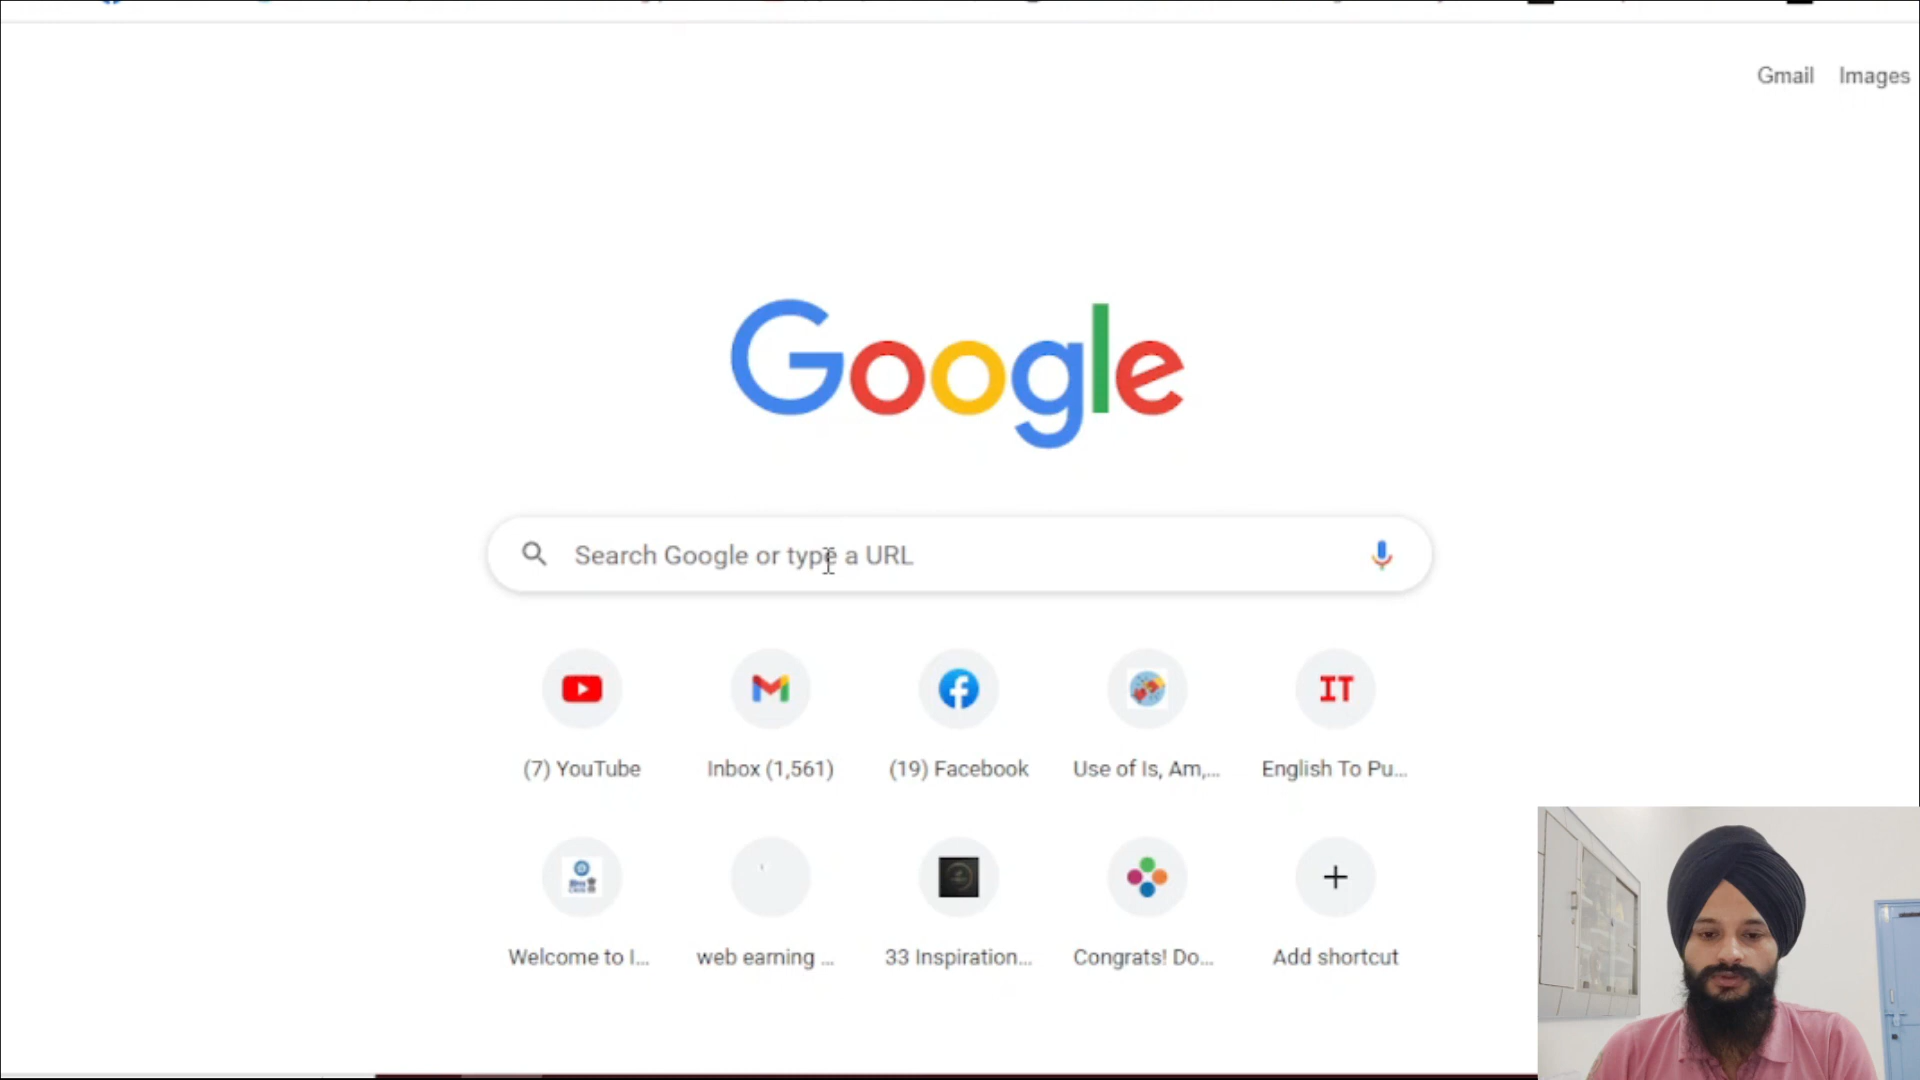 Gmail Images
Google
Search Google or type a URL
(7) YouTube Inbox (1,561) (19) Facebook Use of Is, Am,... English To Pu...
IT
Welcome to I... web earning ... 33 Inspiration... Congrats! Do... Add shortcut